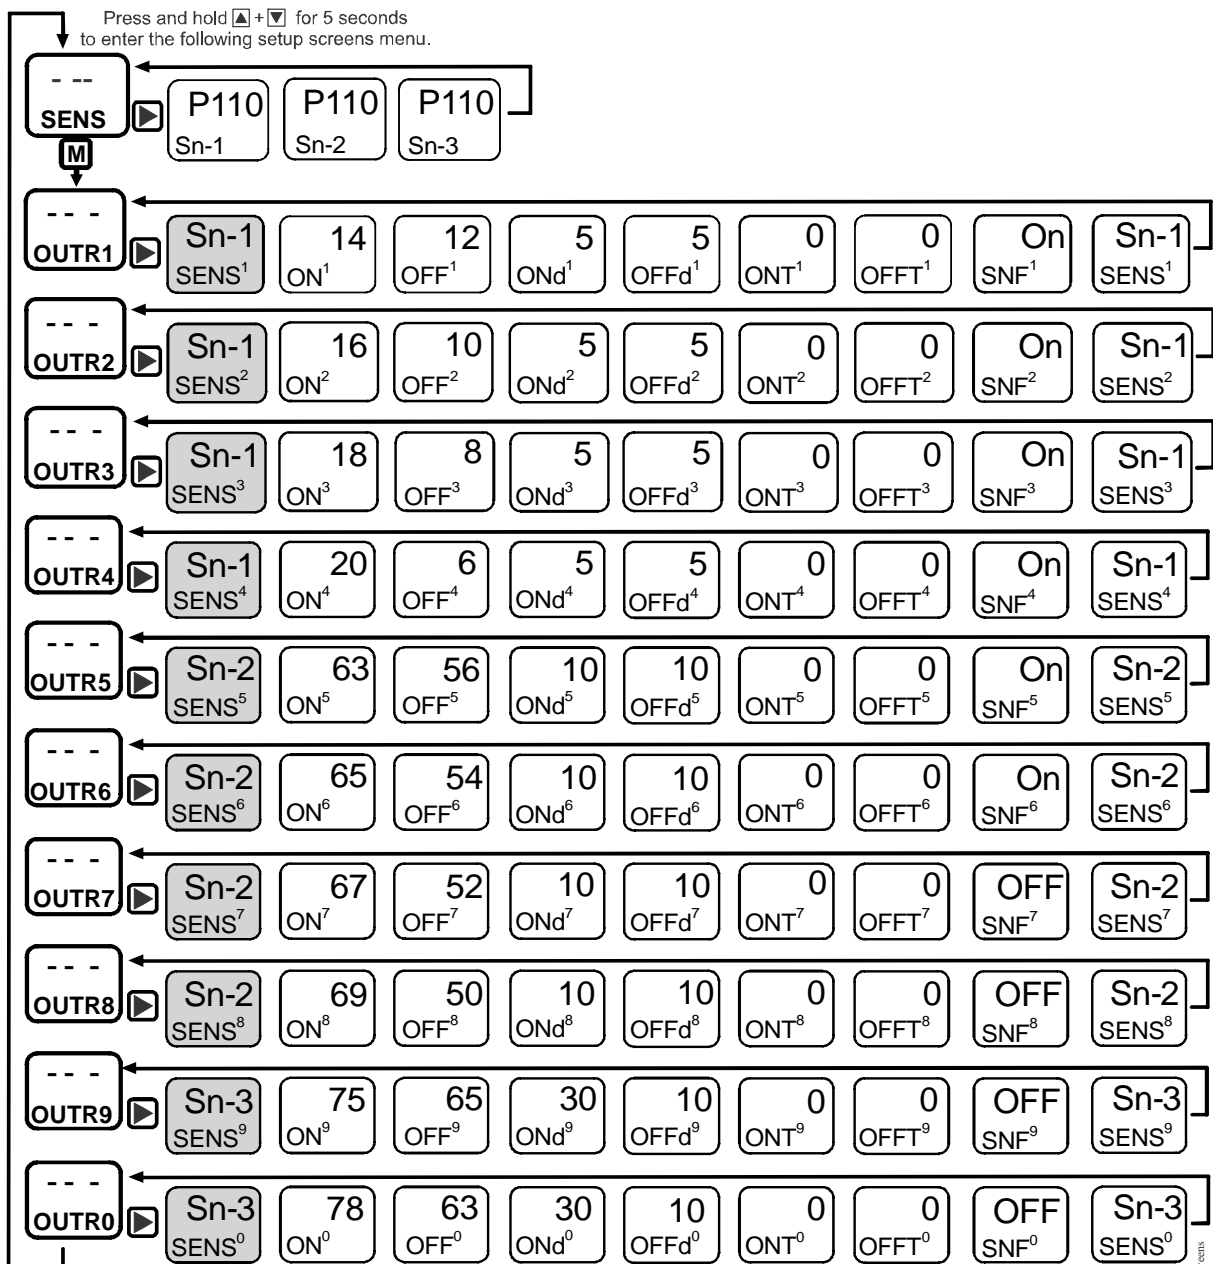 Press and hold ▲+▼ for 5 seconds
to enter the following setup screens menu.
- --
SENS
P110 P110 P110
Sn-1 Sn-2 Sn-3
M
-- -
OUTR1
Sn-1 14 12 5 5 0 0 On Sn-1
SENS¹ ON¹ OFF¹ ONd¹ OFFd¹ ONT¹ OFFT¹ SNF¹ SENS¹
-- -
OUTR2
Sn-1 16 10 5 5 0 0 On Sn-1
SENS² ON² OFF² ONd² OFFd² ONT² OFFT² SNF² SENS²
-- -
OUTR3
Sn-1 18 8 5 5 0 0 On Sn-1
SENS³ ON³ OFF³ ONd³ OFFd³ ONT³ OFFT³ SNF³ SENS³
- - -
OUTR4
Sn-1 20 6 5 5 0 0 On Sn-1
SENS⁴ ON⁴ OFF⁴ ONd⁴ OFFd⁴ ONT⁴ OFFT⁴ SNF⁴ SENS⁴
- - -
OUTR5
Sn-2 63 56 10 10 0 0 On Sn-2
SENS⁵ ON⁵ OFF⁵ ONd⁵ OFFd⁵ ONT⁵ OFFT⁵ SNF⁵ SENS⁵
- - -
OUTR6
Sn-2 65 54 10 10 0 0 On Sn-2
SENS⁶ ON⁶ OFF⁶ ONd⁶ OFFd⁶ ONT⁶ OFFT⁶ SNF⁶ SENS⁶
- - -
OUTR7
Sn-2 67 52 10 10 0 0 OFF Sn-2
SENS⁷ ON⁷ OFF⁷ ONd⁷ OFFd⁷ ONT⁷ OFFT⁷ SNF⁷ SENS⁷
- - -
OUTR8
Sn-2 69 50 10 10 0 0 OFF Sn-2
SENS⁸ ON⁸ OFF⁸ ONd⁸ OFFd⁸ ONT⁸ OFFT⁸ SNF⁸ SENS⁸
- - -
OUTR9
Sn-3 75 65 30 10 0 0 OFF Sn-3
SENS⁹ ON⁹ OFF⁹ ONd⁹ OFFd⁹ ONT⁹ OFFT⁹ SNF⁹ SENS⁹
- - -
OUTR0
Sn-3 78 63 30 10 0 0 OFF Sn-3
SENS⁰ ON⁰ OFF⁰ ONd⁰ OFFd⁰ ONT⁰ OFFT⁰ SNF⁰ SENS⁰